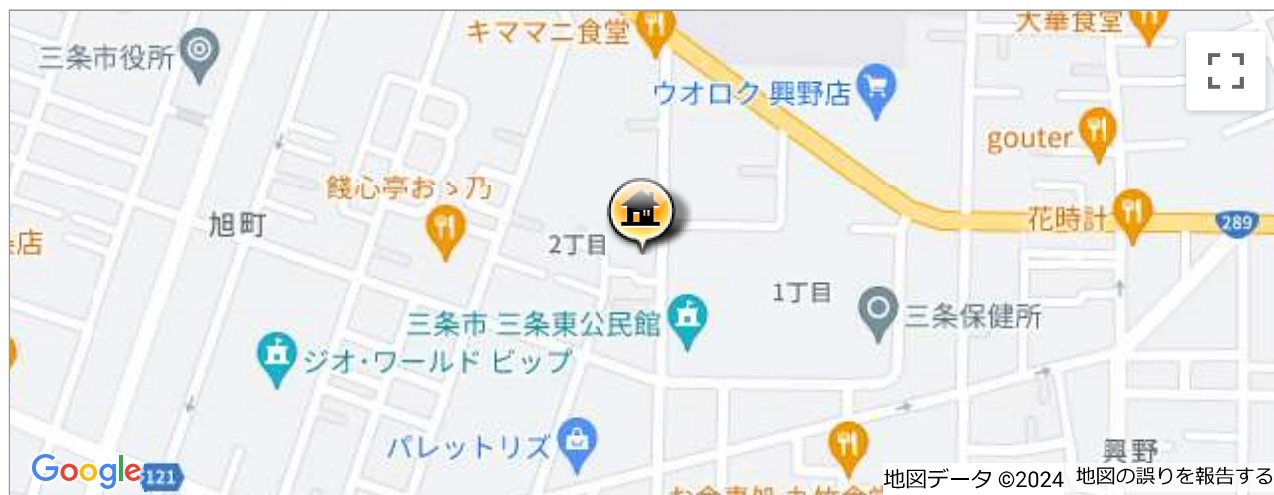 キママニ食堂
大華食堂
三条市役所
ウオロク 興野店
gouter
餞心亭おゝ乃
旭町
花時計
289
店
2丁目
1丁目
三条市 三条東公民館
三条保健所
ジオ・ワールド ビップ
パレットリズ
興野
Google
121
地図データ ©2024
地図の誤りを報告する